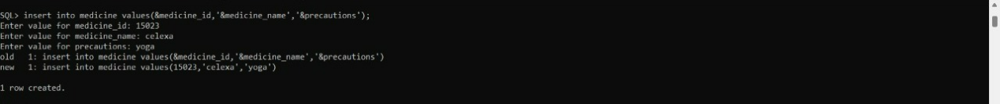 SQL> insert into medicine values(&medicine_id,'&medicine_name','&precautions');
Enter value for medicine_id: 15023
Enter value for medicine_name: celexa
Enter value for precautions: yoga
old   1: insert into medicine values(&medicine_id,'&medicine_name','&precautions')
new   1: insert into medicine values(15023,'celexa','yoga')
1 row created.